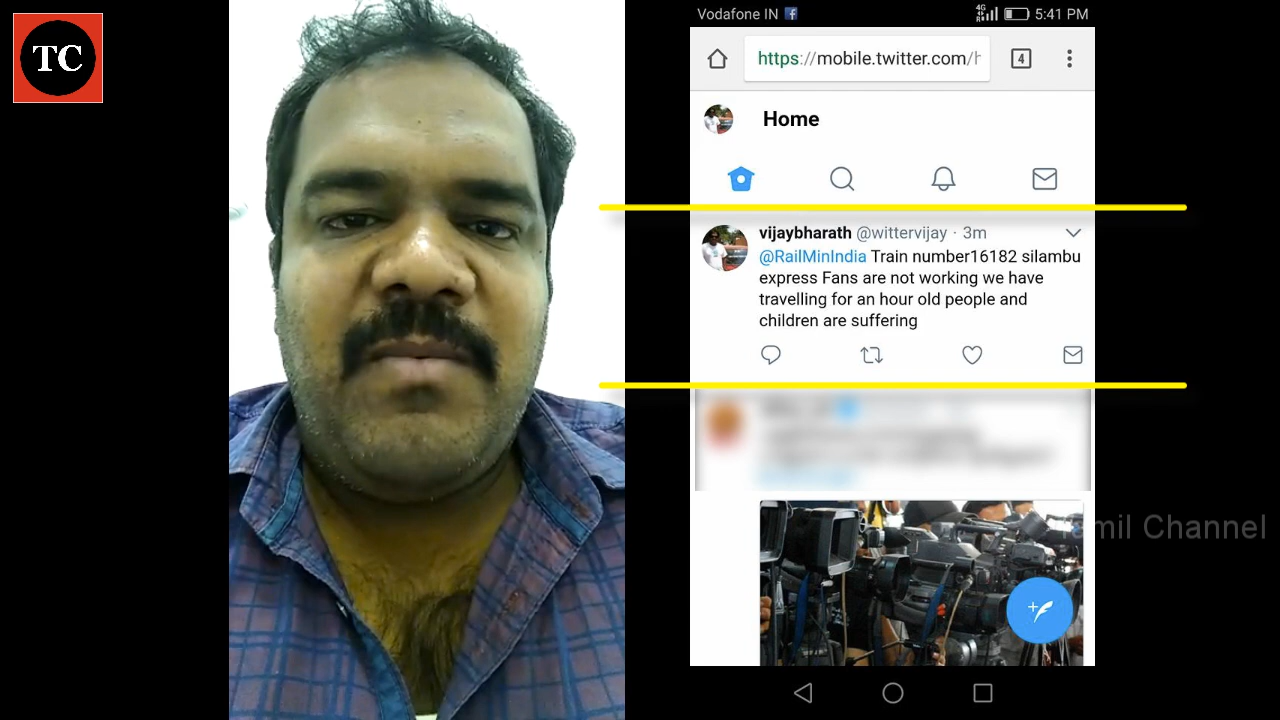 TC
Vodafone IN 5:41 PM
https://mobile.twitter.com/h
4
Home
vijaybharath @wittervijay · 3m
@RailMinIndia Train number16182 silambu
express Fans are not working we have
travelling for an hour old people and
children are suffering
amil Channel